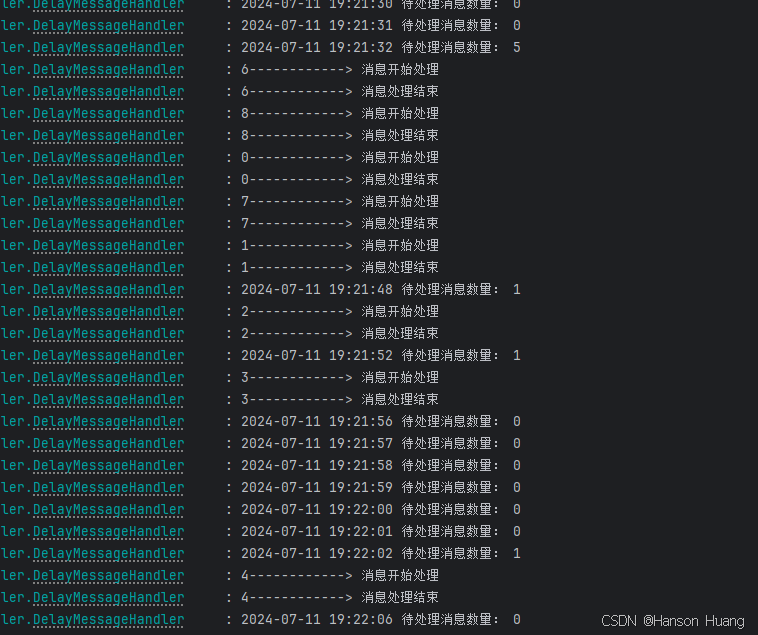 ler.DelayMessageHandler : 2024-07-11 19:21:30 待处理消息数量: 0
ler.DelayMessageHandler : 2024-07-11 19:21:31 待处理消息数量: 0
ler.DelayMessageHandler : 2024-07-11 19:21:32 待处理消息数量: 5
ler.DelayMessageHandler : 6------------> 消息开始处理
ler.DelayMessageHandler : 6------------> 消息处理结束
ler.DelayMessageHandler : 8------------> 消息开始处理
ler.DelayMessageHandler : 8------------> 消息处理结束
ler.DelayMessageHandler : 0------------> 消息开始处理
ler.DelayMessageHandler : 0------------> 消息处理结束
ler.DelayMessageHandler : 7------------> 消息开始处理
ler.DelayMessageHandler : 7------------> 消息处理结束
ler.DelayMessageHandler : 1------------> 消息开始处理
ler.DelayMessageHandler : 1------------> 消息处理结束
ler.DelayMessageHandler : 2024-07-11 19:21:48 待处理消息数量: 1
ler.DelayMessageHandler : 2------------> 消息开始处理
ler.DelayMessageHandler : 2------------> 消息处理结束
ler.DelayMessageHandler : 2024-07-11 19:21:52 待处理消息数量: 1
ler.DelayMessageHandler : 3------------> 消息开始处理
ler.DelayMessageHandler : 3------------> 消息处理结束
ler.DelayMessageHandler : 2024-07-11 19:21:56 待处理消息数量: 0
ler.DelayMessageHandler : 2024-07-11 19:21:57 待处理消息数量: 0
ler.DelayMessageHandler : 2024-07-11 19:21:58 待处理消息数量: 0
ler.DelayMessageHandler : 2024-07-11 19:21:59 待处理消息数量: 0
ler.DelayMessageHandler : 2024-07-11 19:22:00 待处理消息数量: 0
ler.DelayMessageHandler : 2024-07-11 19:22:01 待处理消息数量: 0
ler.DelayMessageHandler : 2024-07-11 19:22:02 待处理消息数量: 1
ler.DelayMessageHandler : 4------------> 消息开始处理
ler.DelayMessageHandler : 4------------> 消息处理结束
ler.DelayMessageHandler : 2024-07-11 19:22:06 待处理消息数量: 0
CSDN @Hanson Huang